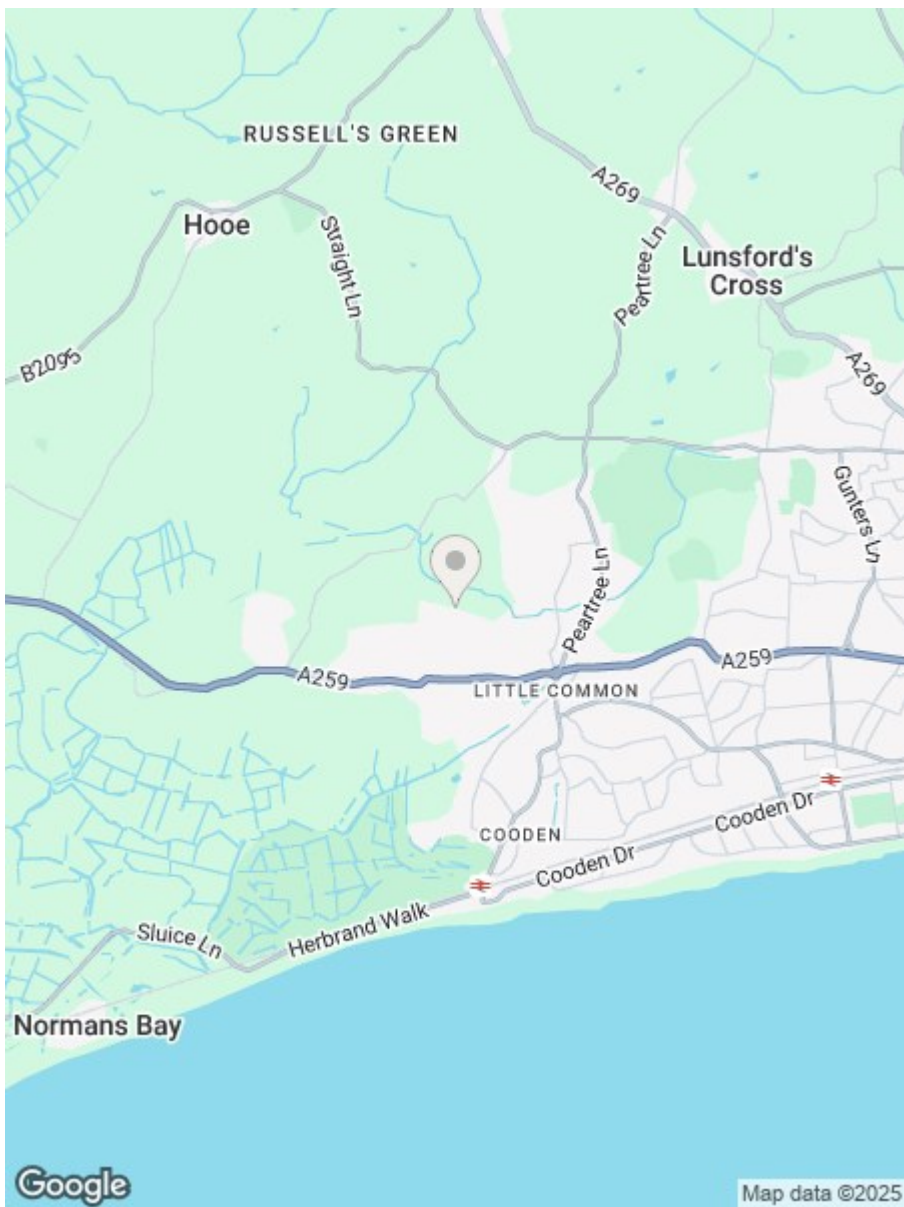 RUSSELL'S GREEN
A269
Hooe
Straight Ln
Peartree Ln
Lunsford's
Cross
B2095
A269
Gunters Ln
Peartree Ln
A259
A259
LITTLE COMMON
Cooden Dr
COODEN
Cooden Dr
Herbrand Walk
Sluice Ln
Normans Bay
Google
Map data ©2025